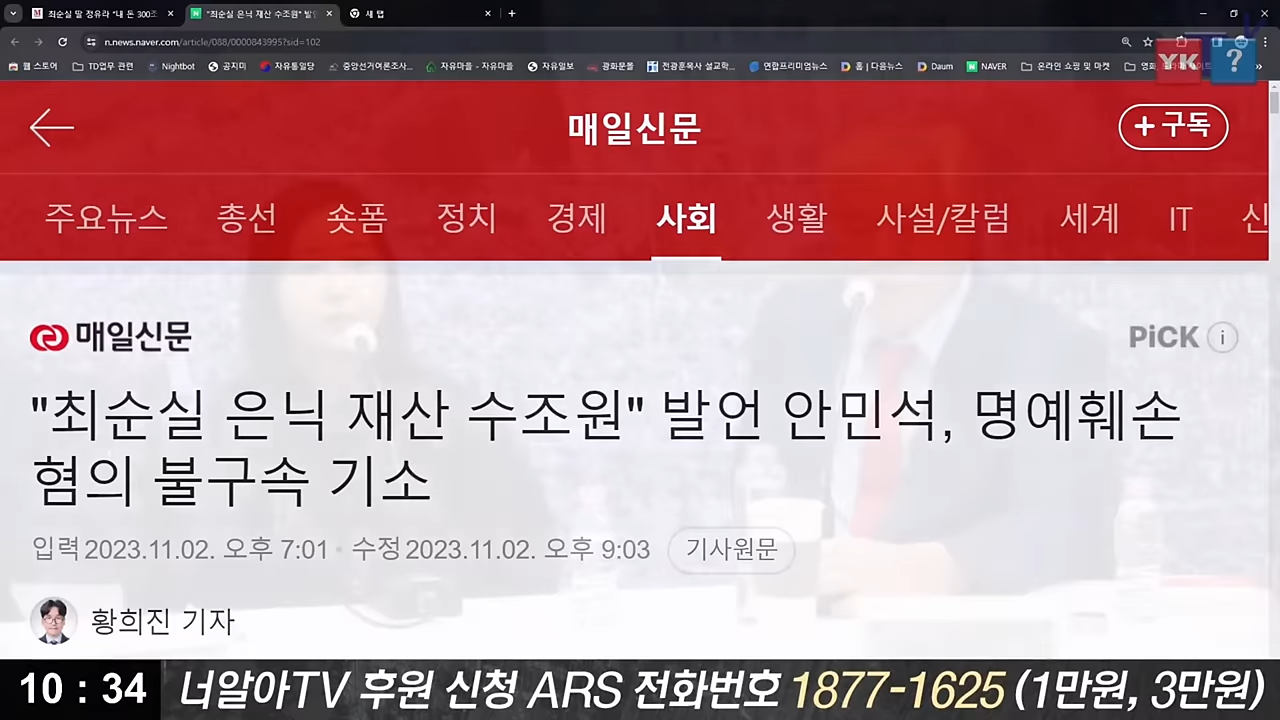 최순실 딸 정유라 "내 돈 300조
"최순실 은닉 재산 수조원" 발언
새 탭
n.news.naver.com/article/088/0000843995?sid=102
웹 스토어
TD업무 관련
Nightbot
공지미
자유통일당
중앙선거여론조사...
자유마을 - 자유마을
자유일보
광화문몰
전광훈목사 설교학...
연합프리미엄뉴스
홈 | 다음뉴스
Daum
NAVER
온라인 쇼핑 및 마켓
YK
?
매일신문
+ 구독
주요뉴스 총선 숏폼 정치 경제 사회 생활 사설/칼럼 세계 IT 신
매일신문
PiCK i
"최순실 은닉 재산 수조원" 발언 안민석, 명예훼손
혐의 불구속 기소
입력 2023.11.02. 오후 7:01 · 수정 2023.11.02. 오후 9:03 기사원문
황희진 기자
10 : 34 너알아TV 후원 신청 ARS 전화번호 1877-1625 (1만원, 3만원)